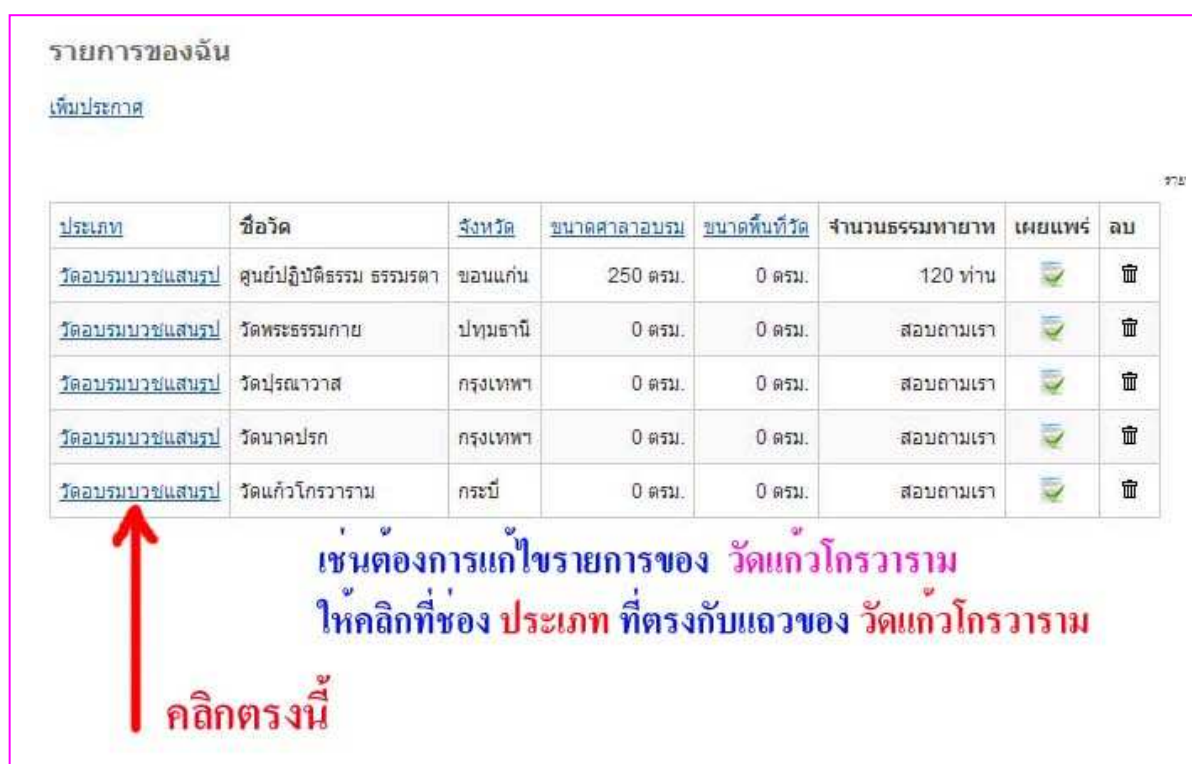 รายการของฉัน
เพิ่มประกาศ
ราย
ประเภท ชื่อวัด จังหวัด ขนาดศาลาอบรม ขนาดพื้นที่วัด จำนวนธรรมทายาท เผยแพร่ ลบ
วัดอบรมบวชแสนรูป ศูนย์ปฏิบัติธรรม ธรรมรตา ขอนแก่น 250 ตรม. 0 ตรม. 120 ท่าน
วัดอบรมบวชแสนรูป วัดพระธรรมกาย ปทุมธานี 0 ตรม. 0 ตรม. สอบถามเรา
วัดอบรมบวชแสนรูป วัดปุรณาวาส กรุงเทพฯ 0 ตรม. 0 ตรม. สอบถามเรา
วัดอบรมบวชแสนรูป วัดนาคปรก กรุงเทพฯ 0 ตรม. 0 ตรม. สอบถามเรา
วัดอบรมบวชแสนรูป วัดแก้วโกรวาราม กระบี่ 0 ตรม. 0 ตรม. สอบถามเรา
เช่นต้องการแก้ไขรายการของ วัดแก้วโกรวาราม
ให้คลิกที่ช่อง ประเภท ที่ตรงกับแถวของ วัดแก้วโกรวาราม
คลิกตรงนี้